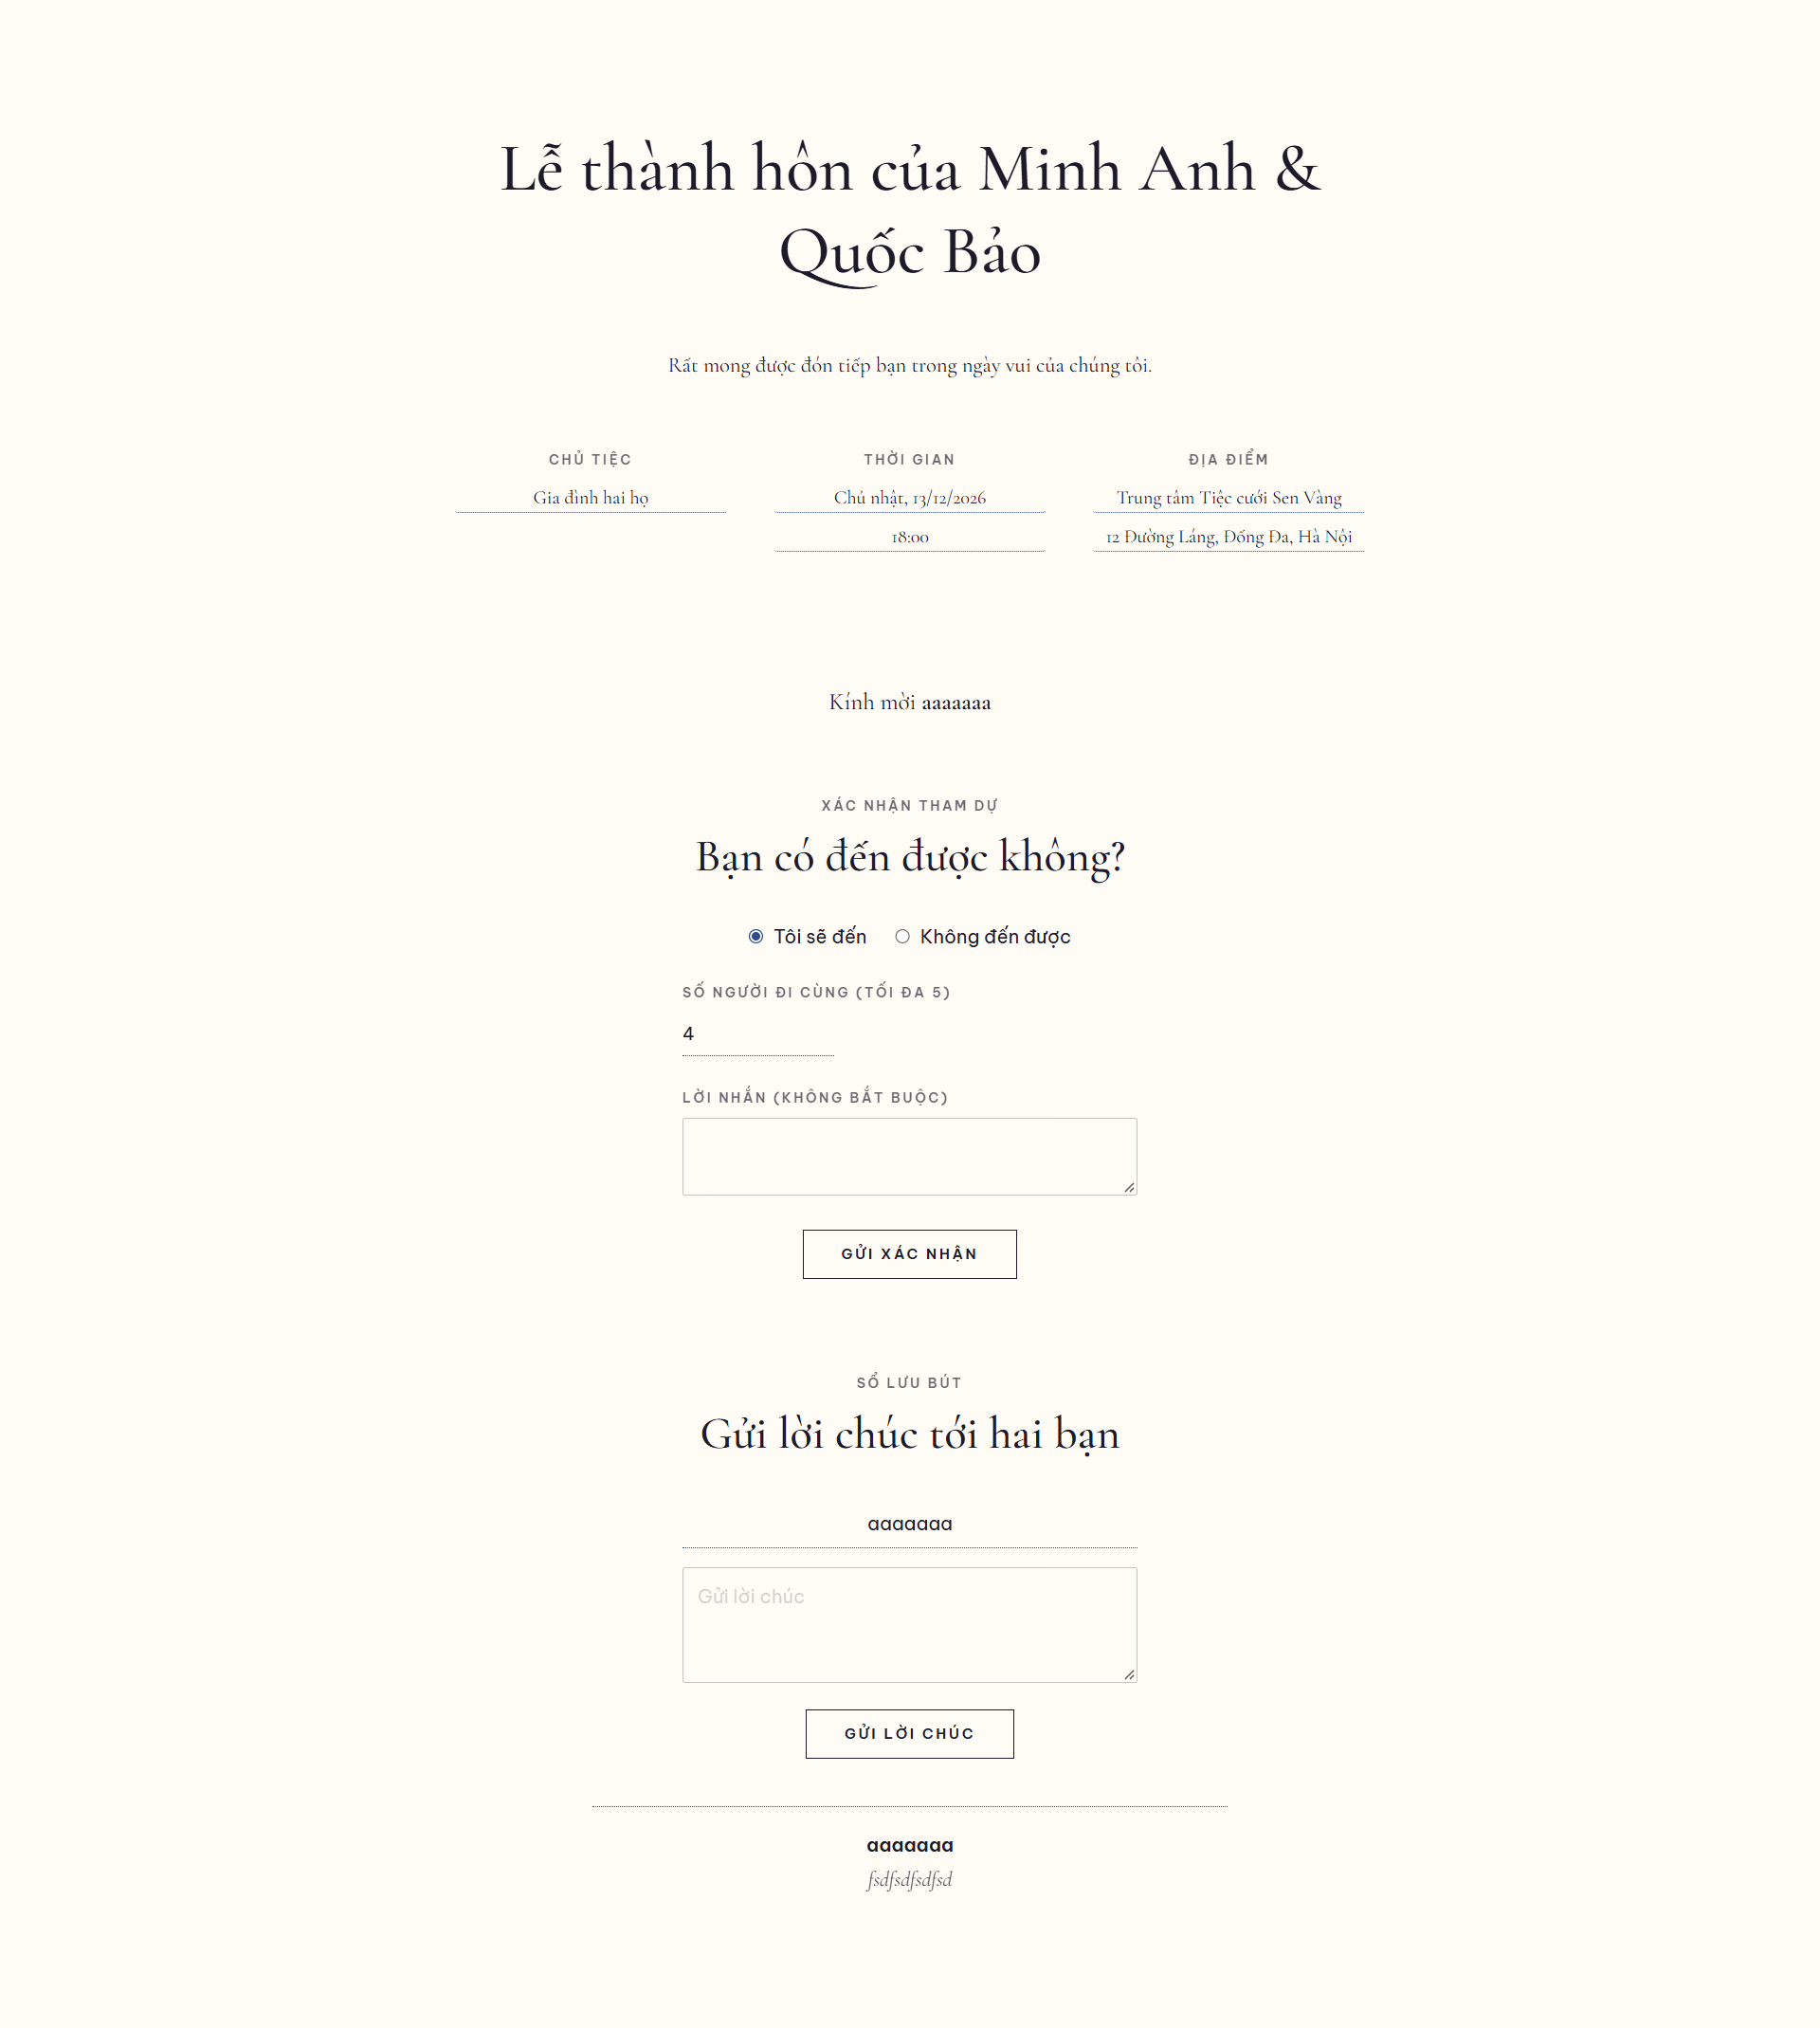 Lễ thành hôn của Minh Anh &
Quốc Bảo
Rất mong được đón tiếp bạn trong ngày vui của chúng tôi.
CHỦ TIỆC
Gia đình hai họ
THỜI GIAN
Chủ nhật, 13/12/2026
18:00
ĐỊA ĐIỂM
Trung tâm Tiệc cưới Sen Vàng
12 Đường Láng, Đống Đa, Hà Nội
Kính mời aaaaaaa
XÁC NHẬN THAM DỰ
Bạn có đến được không?
Tôi sẽ đến Không đến được
SỐ NGƯỜI ĐI CÙNG (TỐI ĐA 5)
4
LỜI NHẮN (KHÔNG BẮT BUỘC)
GỬI XÁC NHẬN
SỔ LƯU BÚT
Gửi lời chúc tới hai bạn
aaaaaaa
Gửi lời chúc
GỬI LỜI CHÚC
aaaaaaa
fsdfsdfsdfsd